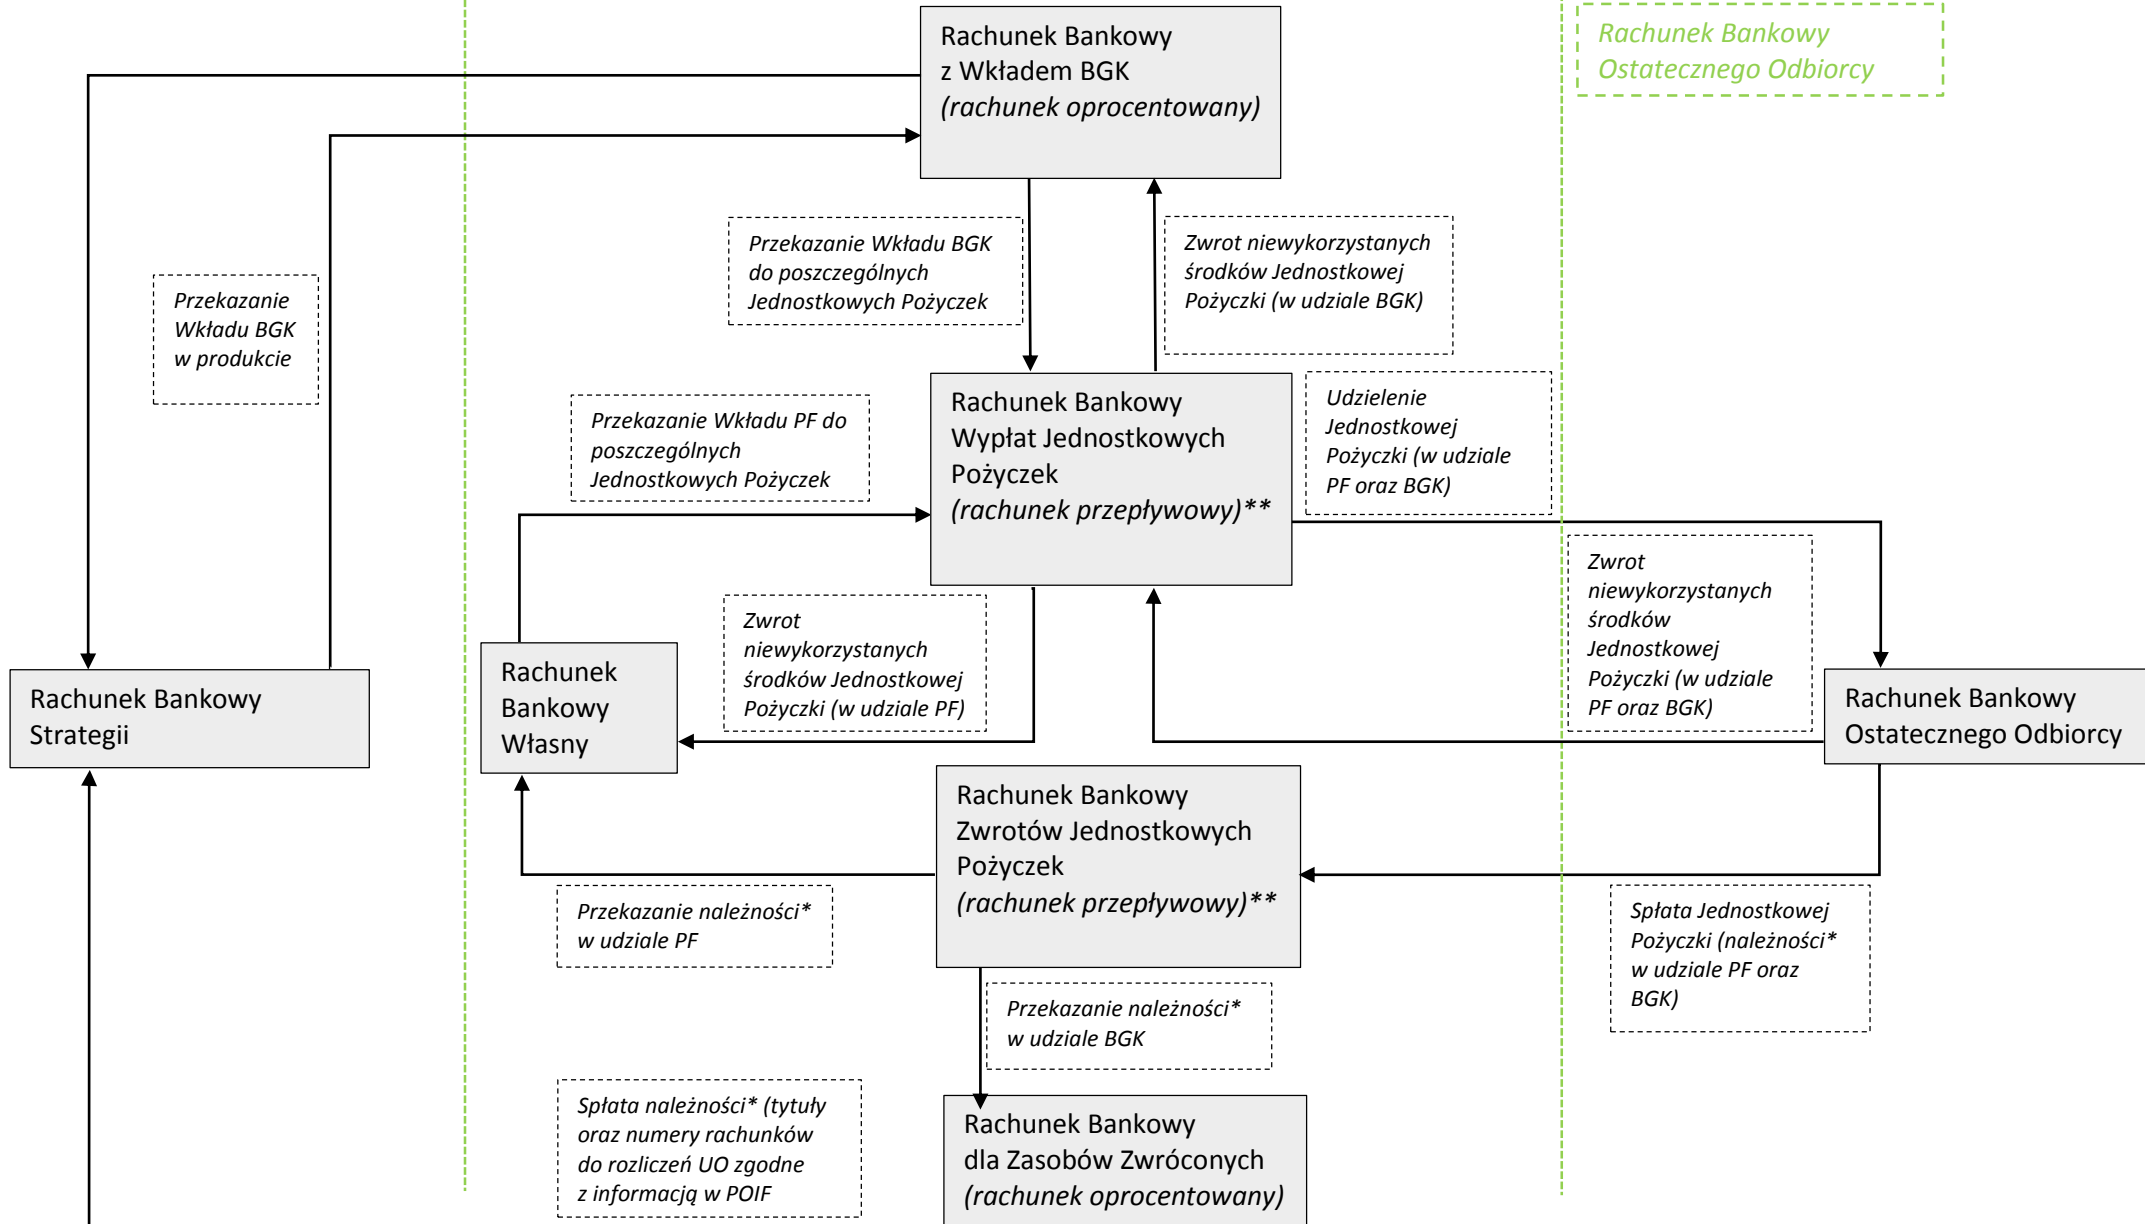 Rachunek Bankowy
z Wkładem BGK
(rachunek oprocentowany)
Rachunek Bankowy
Ostatecznego Odbiorcy
Przekazanie
Wkładu BGK
w produkcie
Przekazanie Wkładu BGK
do poszczególnych
Jednostkowych Pożyczek
Zwrot niewykorzystanych
środków Jednostkowej
Pożyczki (w udziale BGK)
Przekazanie Wkładu PF do
poszczególnych
Jednostkowych Pożyczek
Rachunek Bankowy
Wypłat Jednostkowych
Pożyczek
(rachunek przepływowy)**
Udzielenie
Jednostkowej
Pożyczki (w udziale
PF oraz BGK)
Zwrot
niewykorzystanych
środków
Jednostkowej
Pożyczki (w udziale
PF oraz BGK)
Zwrot
niewykorzystanych
środków Jednostkowej
Pożyczki (w udziale PF)
Rachunek Bankowy
Strategii
Rachunek
Bankowy
Własny
Rachunek Bankowy
Ostatecznego Odbiorcy
Rachunek Bankowy
Zwrotów Jednostkowych
Pożyczek
(rachunek przepływowy)**
Przekazanie należności*
w udziale PF
Spłata Jednostkowej
Pożyczki (należności*
w udziale PF oraz
BGK)
Przekazanie należności*
w udziale BGK
Spłata należności* (tytuły
oraz numery rachunków
do rozliczeń UO zgodne
z informacją w POIF
Rachunek Bankowy
dla Zasobów Zwróconych
(rachunek oprocentowany)